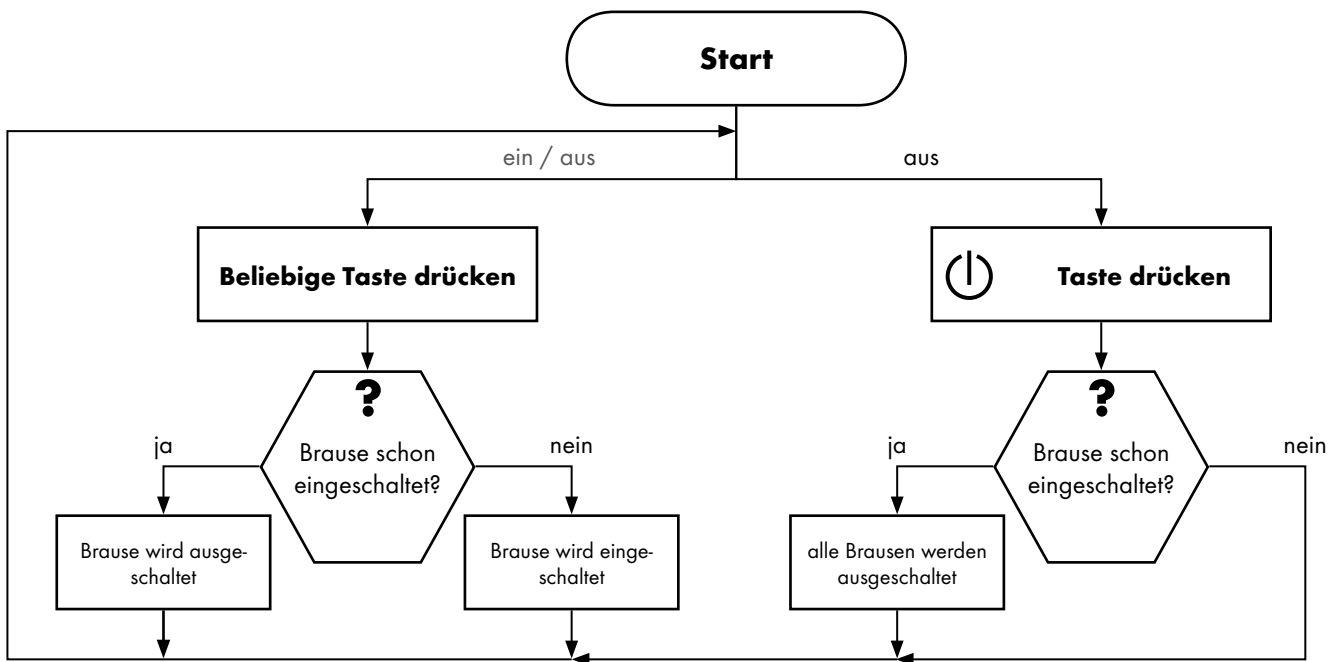 Start
ein / aus
aus
Beliebige Taste drücken
Taste drücken
?
Brause schon
eingeschaltet?
ja
nein
?
Brause schon
eingeschaltet?
ja
nein
Brause wird ausge-
schaltet
Brause wird einge-
schaltet
alle Brausen werden
ausgeschaltet